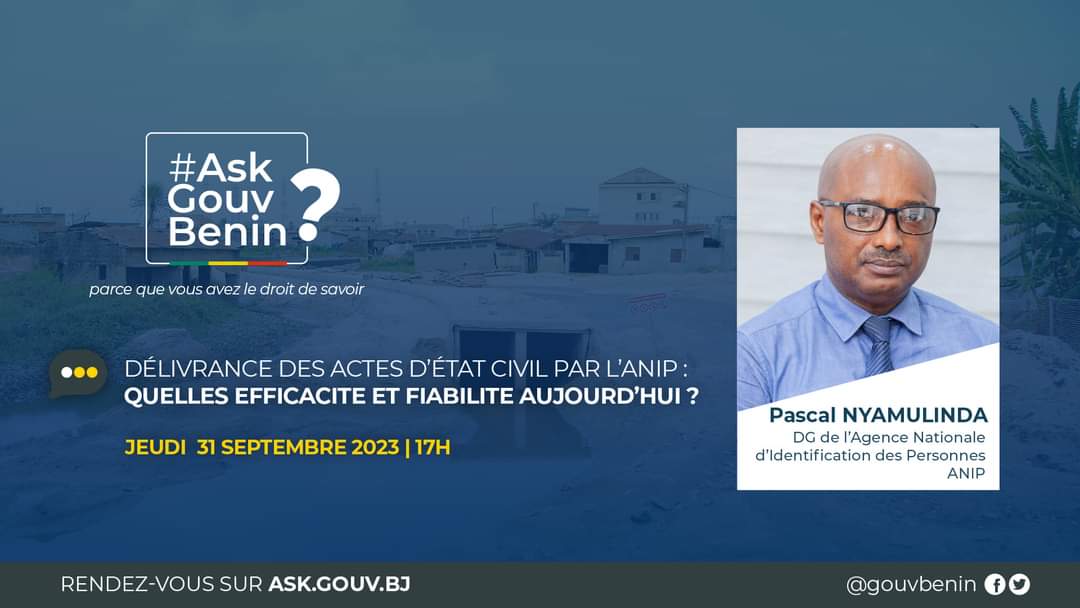 #Ask
Gouv
Benin ?
parce que vous avez le droit de savoir
DÉLIVRANCE DES ACTES D'ÉTAT CIVIL PAR L'ANIP :
QUELLES EFFICACITE ET FIABILITE AUJOURD'HUI ?
JEUDI 31 SEPTEMBRE 2023 | 17H
Pascal NYAMULINDA
DG de l'Agence Nationale
d'Identification des Personnes
ANIP
RENDEZ-VOUS SUR ASK.GOUV.BJ
@gouvbenin